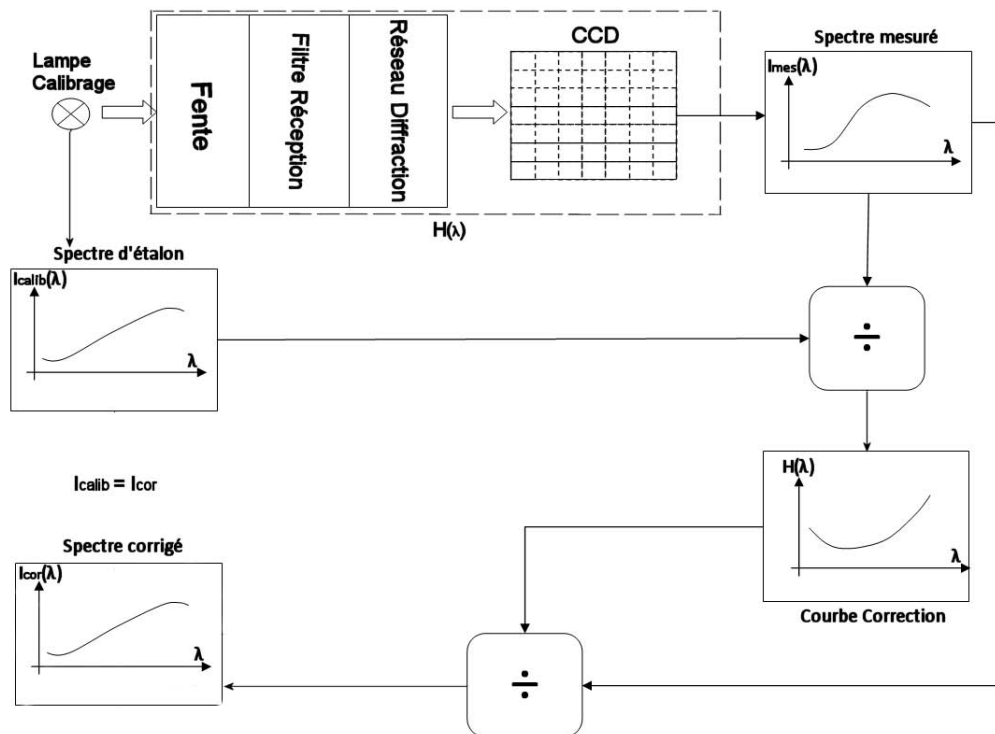 Lampe
Calibrage
Fente
Filtre Réception
Réseau Diffraction
CCD
H(λ)
Spectre mesuré
Imes(λ)
λ
Spectre d'étalon
Icalib(λ)
λ
÷
H(λ)
λ
Courbe Correction
Icalib = Icor
Spectre corrigé
Icor(λ)
λ
÷